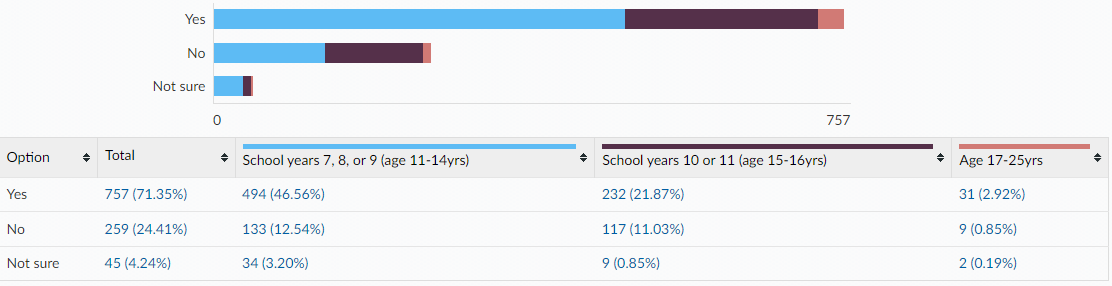 Yes
No
Not sure
0 757
Option Total School years 7, 8, or 9 (age 11-14yrs) School years 10 or 11 (age 15-16yrs) Age 17-25yrs
Yes 757 (71.35%) 494 (46.56%) 232 (21.87%) 31 (2.92%)
No 259 (24.41%) 133 (12.54%) 117 (11.03%) 9 (0.85%)
Not sure 45 (4.24%) 34 (3.20%) 9 (0.85%) 2 (0.19%)